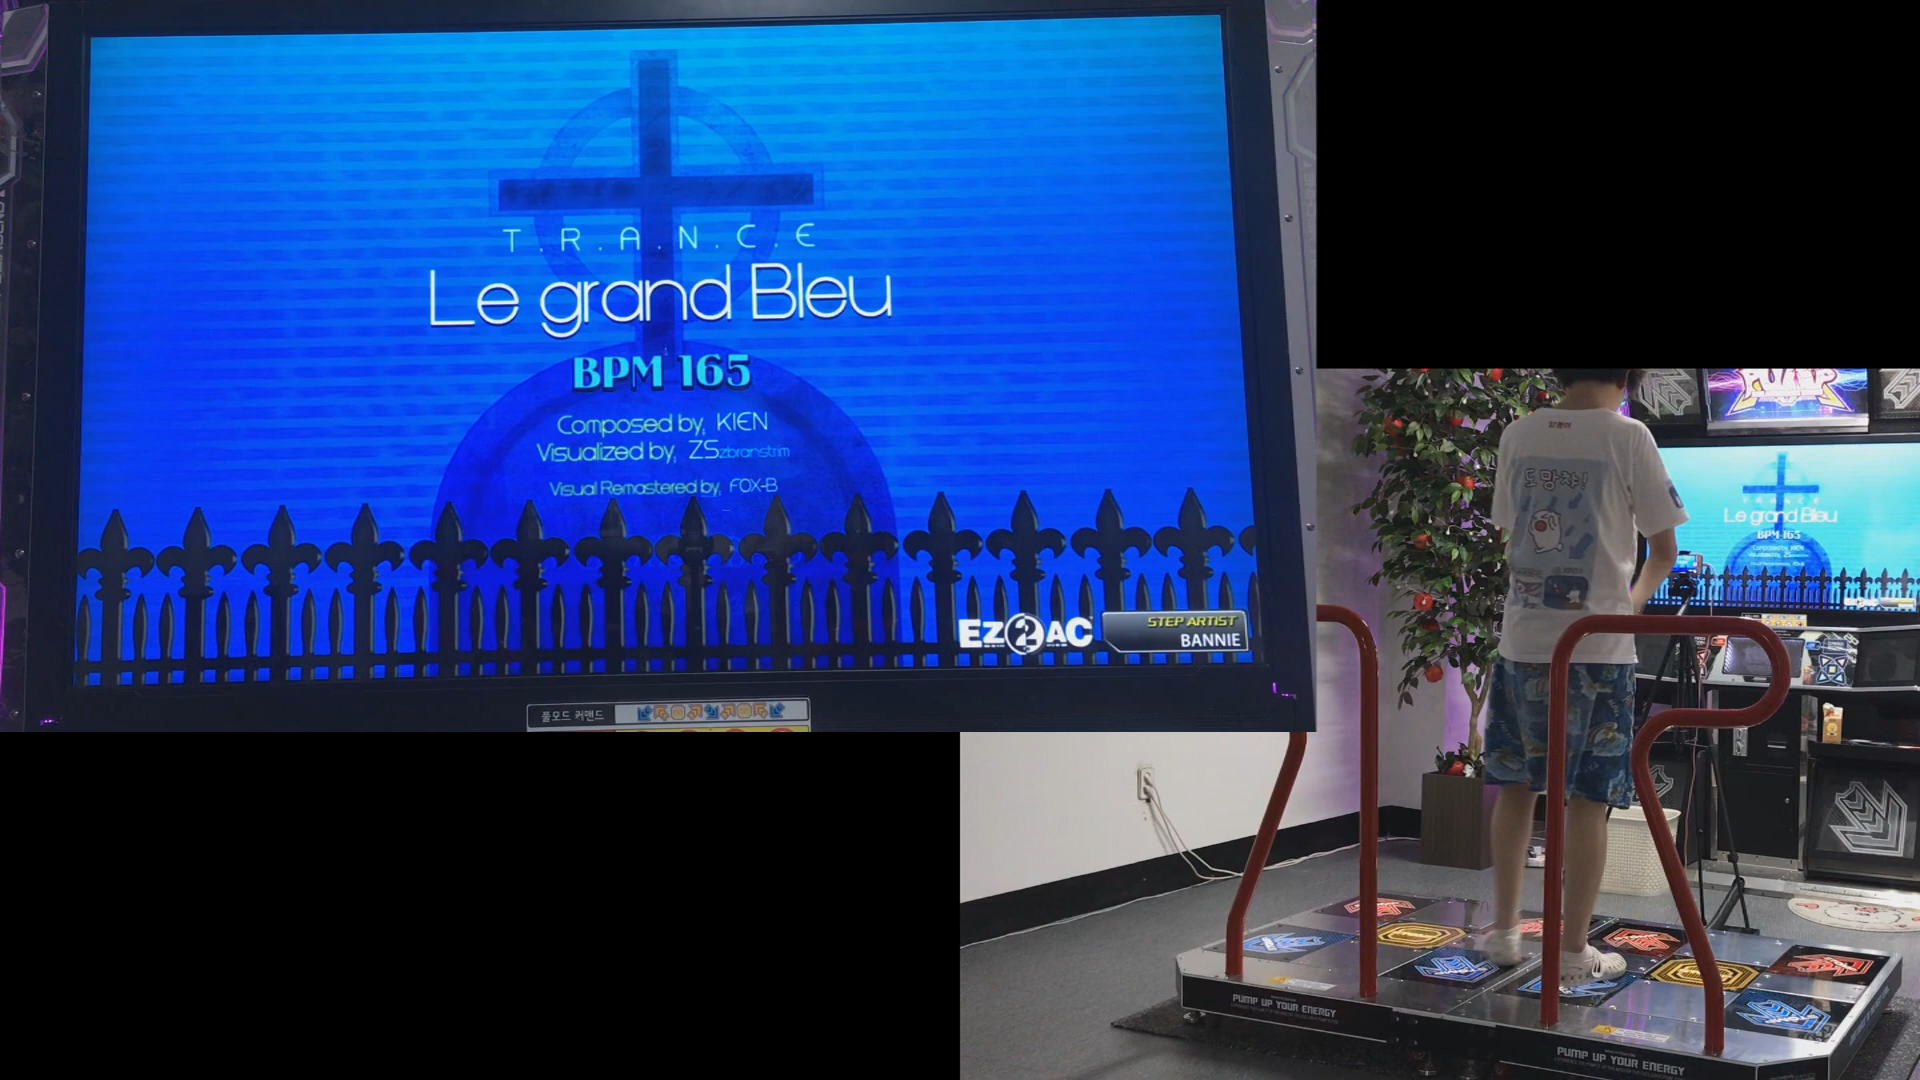 T.R.A.N.C.E
Le grand Bleu
BPM 165
Composed by, KIEN
Visualized by, ZSzbranstrim
Visual Remastered by, FOX-B
EZ2AC
STEP ARTIST
BANNIE
풀모드 커맨드
PUMP
도망챠!
Le grand Bleu
BPM 165
PUMP UP YOUR ENERGY
PUMP UP YOUR ENERGY